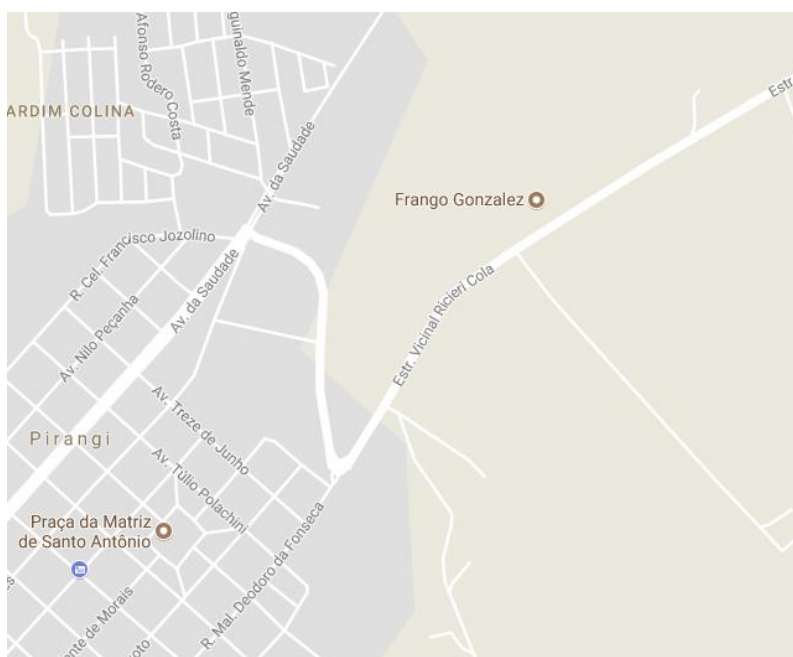 Afonso Rodero Costa
guinaldo Mende
ARDIM COLINA
Av. da Saudade
Estr.
Frango Gonzalez
R. Cel. Francisco Jozolino
Av. da Saudade
Av. Nilo Peçanha
Estr. Vicinal Ricieri Cola
Av. Treze de Junho
Pirangi
Av. Túlio Polachini
Praça da Matriz
de Santo Antônio
R. Mal. Deodoro da Fonseca
nte de Morais
oto
es